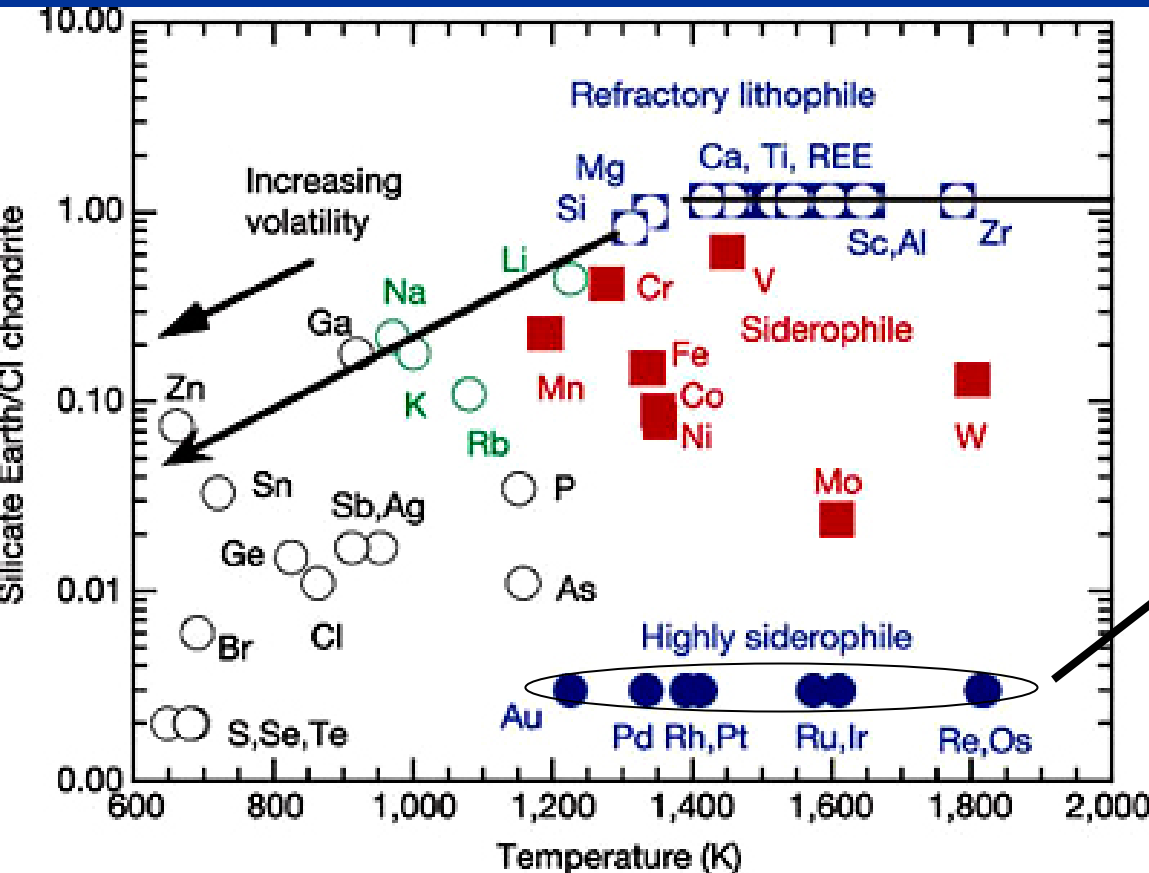 10.00
Refractory lithophile
Ca, Ti, REE
Mg
Increasing
volatility
Si
1.00
Zr
Sc,Al
Li
V
Cr
Na
Ga
Siderophile
Fe
Mn
Co
Zn
0.10
K
Ni
Rb
W
Sn
P
Mo
Sb,Ag
Ge
0.01
As
Cl
Br
Highly siderophile
Au
S,Se,Te
Pd Rh,Pt
Ru,Ir
Re,Os
0.00
600
800
1,000
1,200
1,400
1,600
1,800
2,000
Temperature (K)
Silicate Earth/CI chondrite